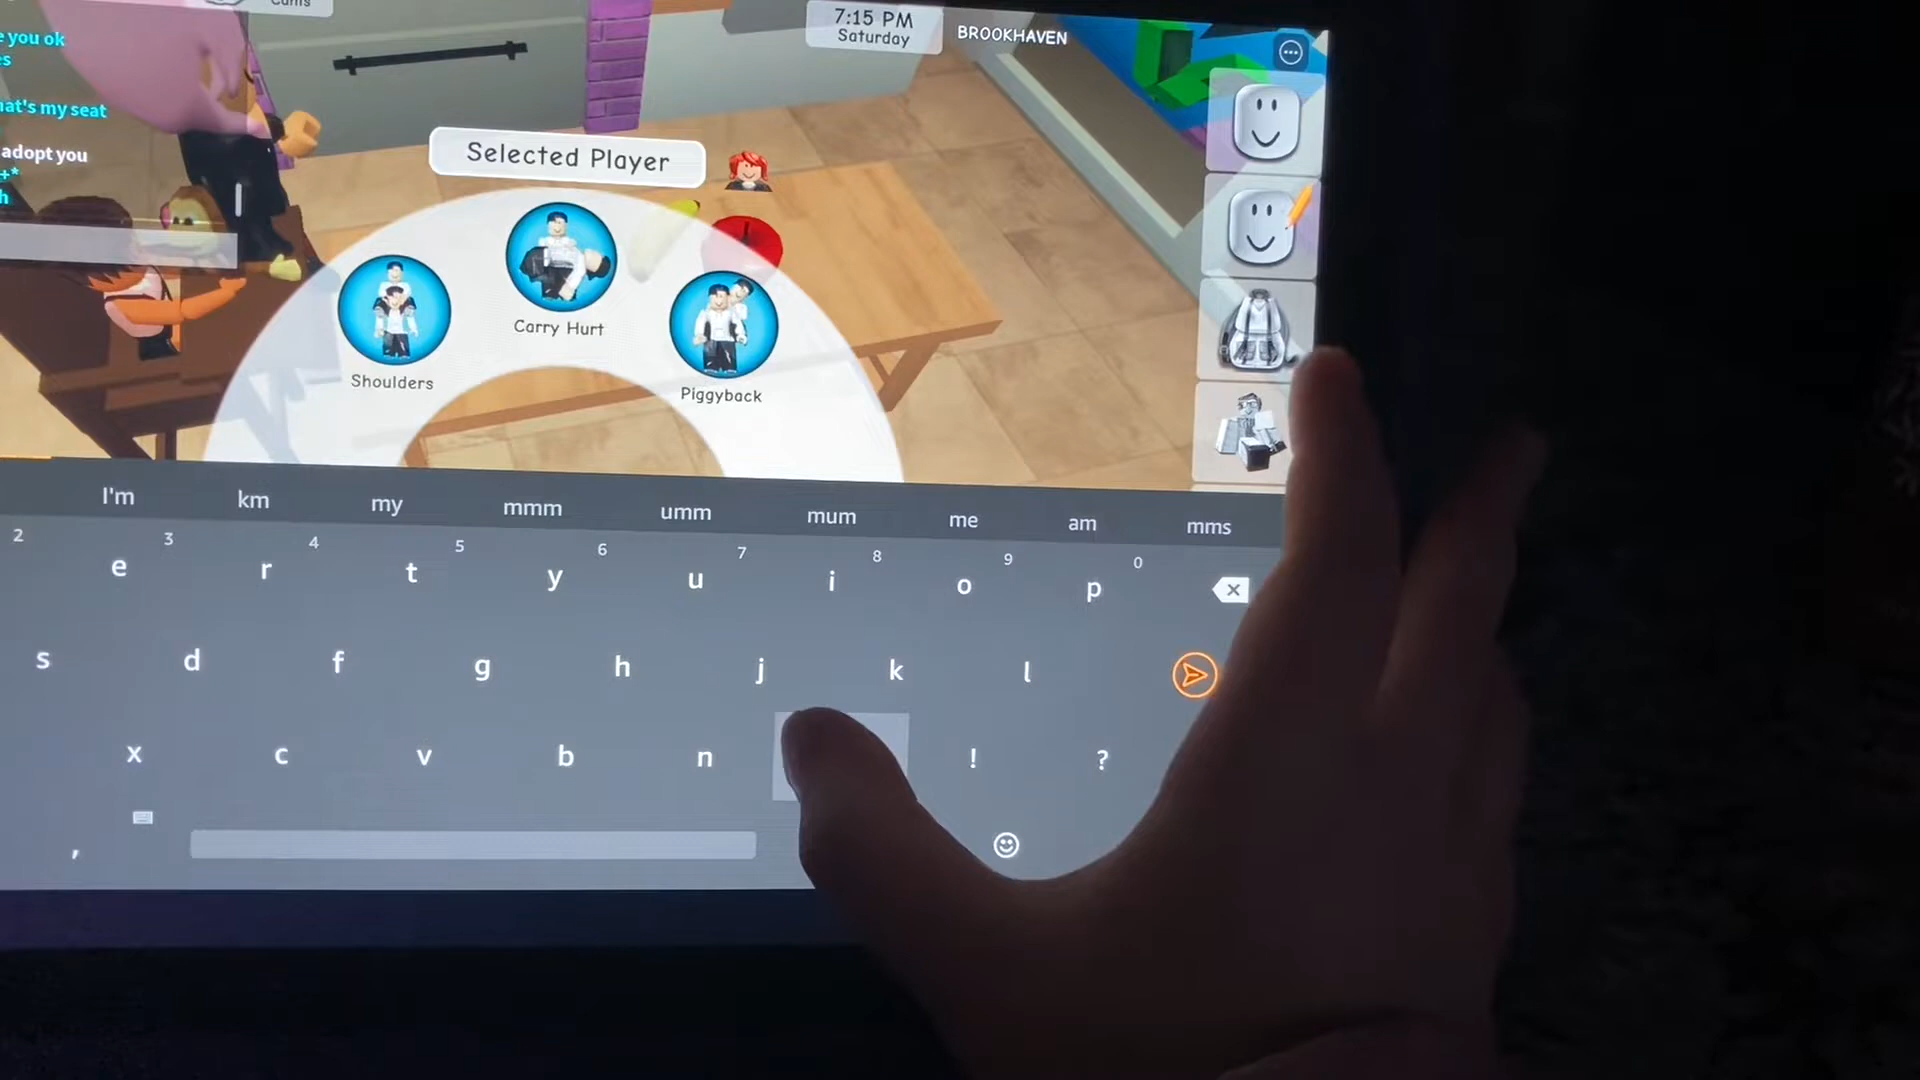 7:15 PM
Saturday
BROOKHAVEN
you ok
my seat
adopt you
Selected Player
Shoulders
Carry Hurt
Piggyback
I'm km my mmm umm mum me am mms
2 3 4 5 6 7 8 9 0
e r t y u i o p
s d f g h j k l
x c v b n ! ?
,